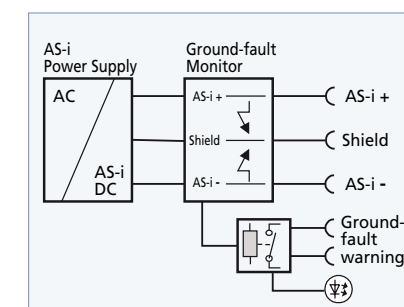 AS-i
Power Supply
Ground-fault
Monitor
AC
AS-i
DC
AS-i +
Shield
AS-i -
AS-i +
Shield
AS-i -
Ground-
fault
warning